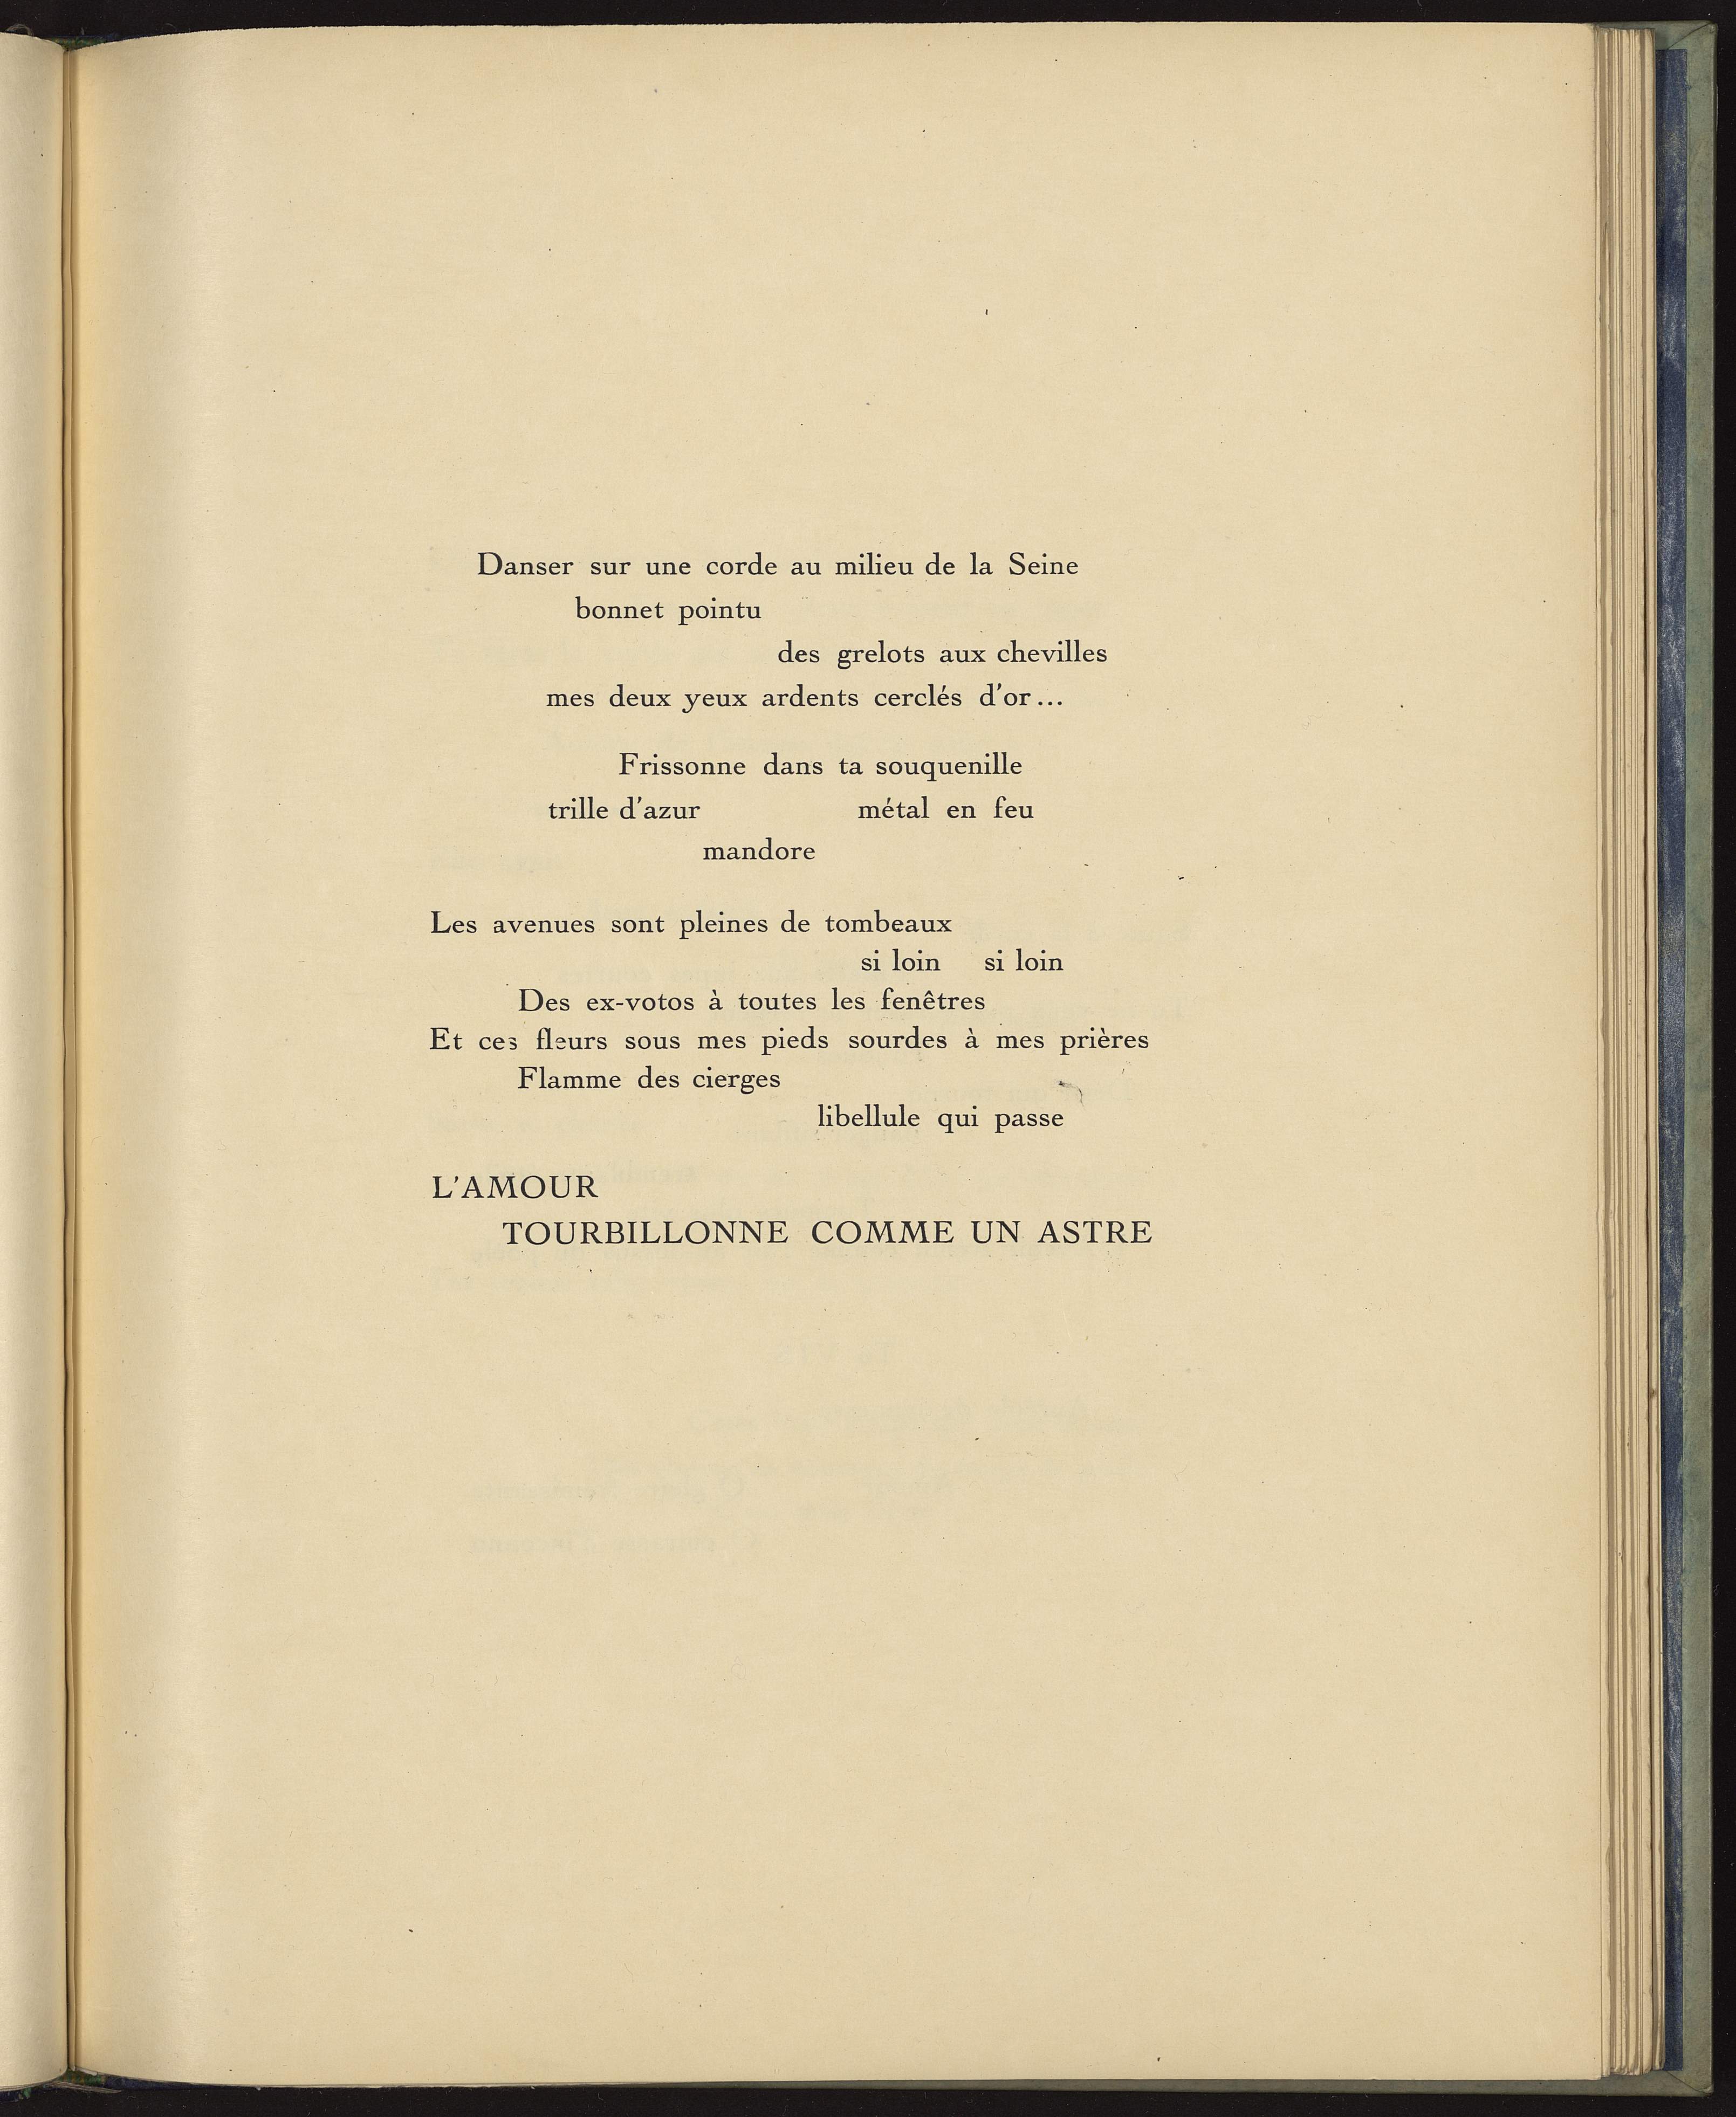 Danser sur une corde au milieu de la Seine
bonnet pointu
des grelots aux chevilles
mes deux yeux ardents cerclés d'or...
Frissonne dans ta souquenille
trille d'azur métal en feu
mandore
Les avenues sont pleines de tombeaux
si loin si loin
Des ex-votos à toutes les fenêtres
Et ces fleurs sous mes pieds sourdes à mes prières
Flamme des cierges
libellule qui passe
L'AMOUR
TOURBILLONNE COMME UN ASTRE